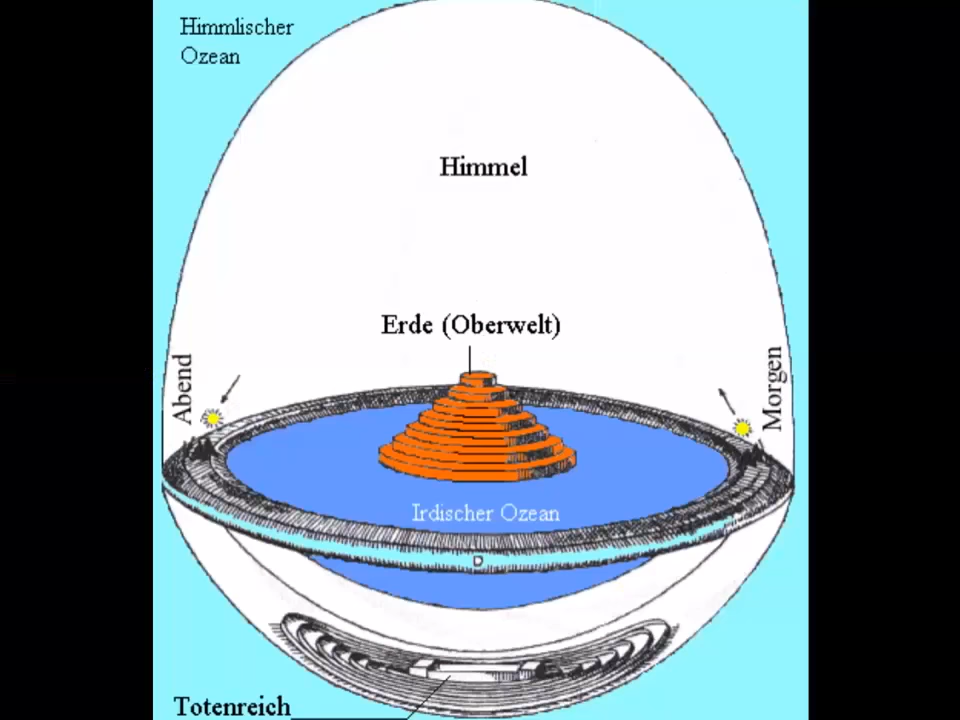 Himmlischer
Ozean
Himmel
Erde (Oberwelt)
Abend
Morgen
Irdischer Ozean
D
Totenreich